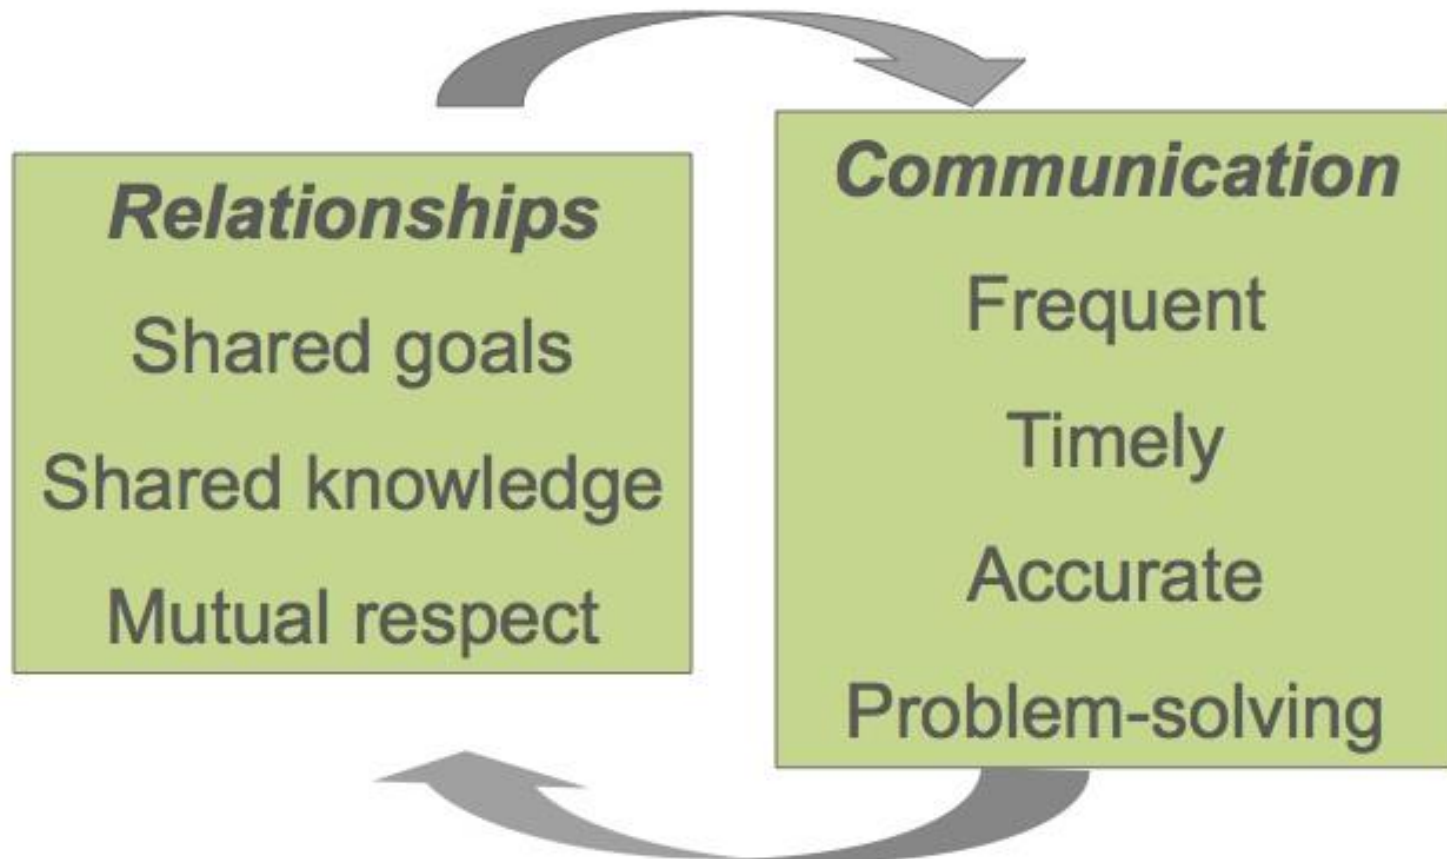 Relationships
Shared goals
Shared knowledge
Mutual respect
Communication
Frequent
Timely
Accurate
Problem-solving